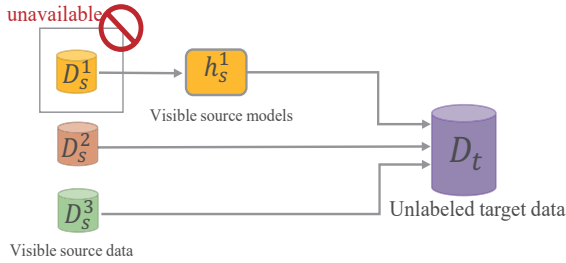 unavailable
D_s^1
h_s^1
Visible source models
D_s^2
D_t
D_s^3
Unlabeled target data
Visible source data